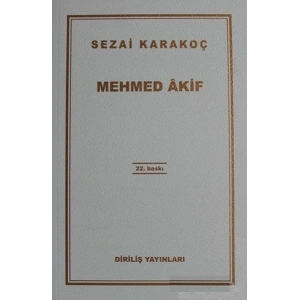 SEZAİ KARAKOÇ
MEHMED ÂKİF
22. baskı
DİRİLİŞ YAYINLARI